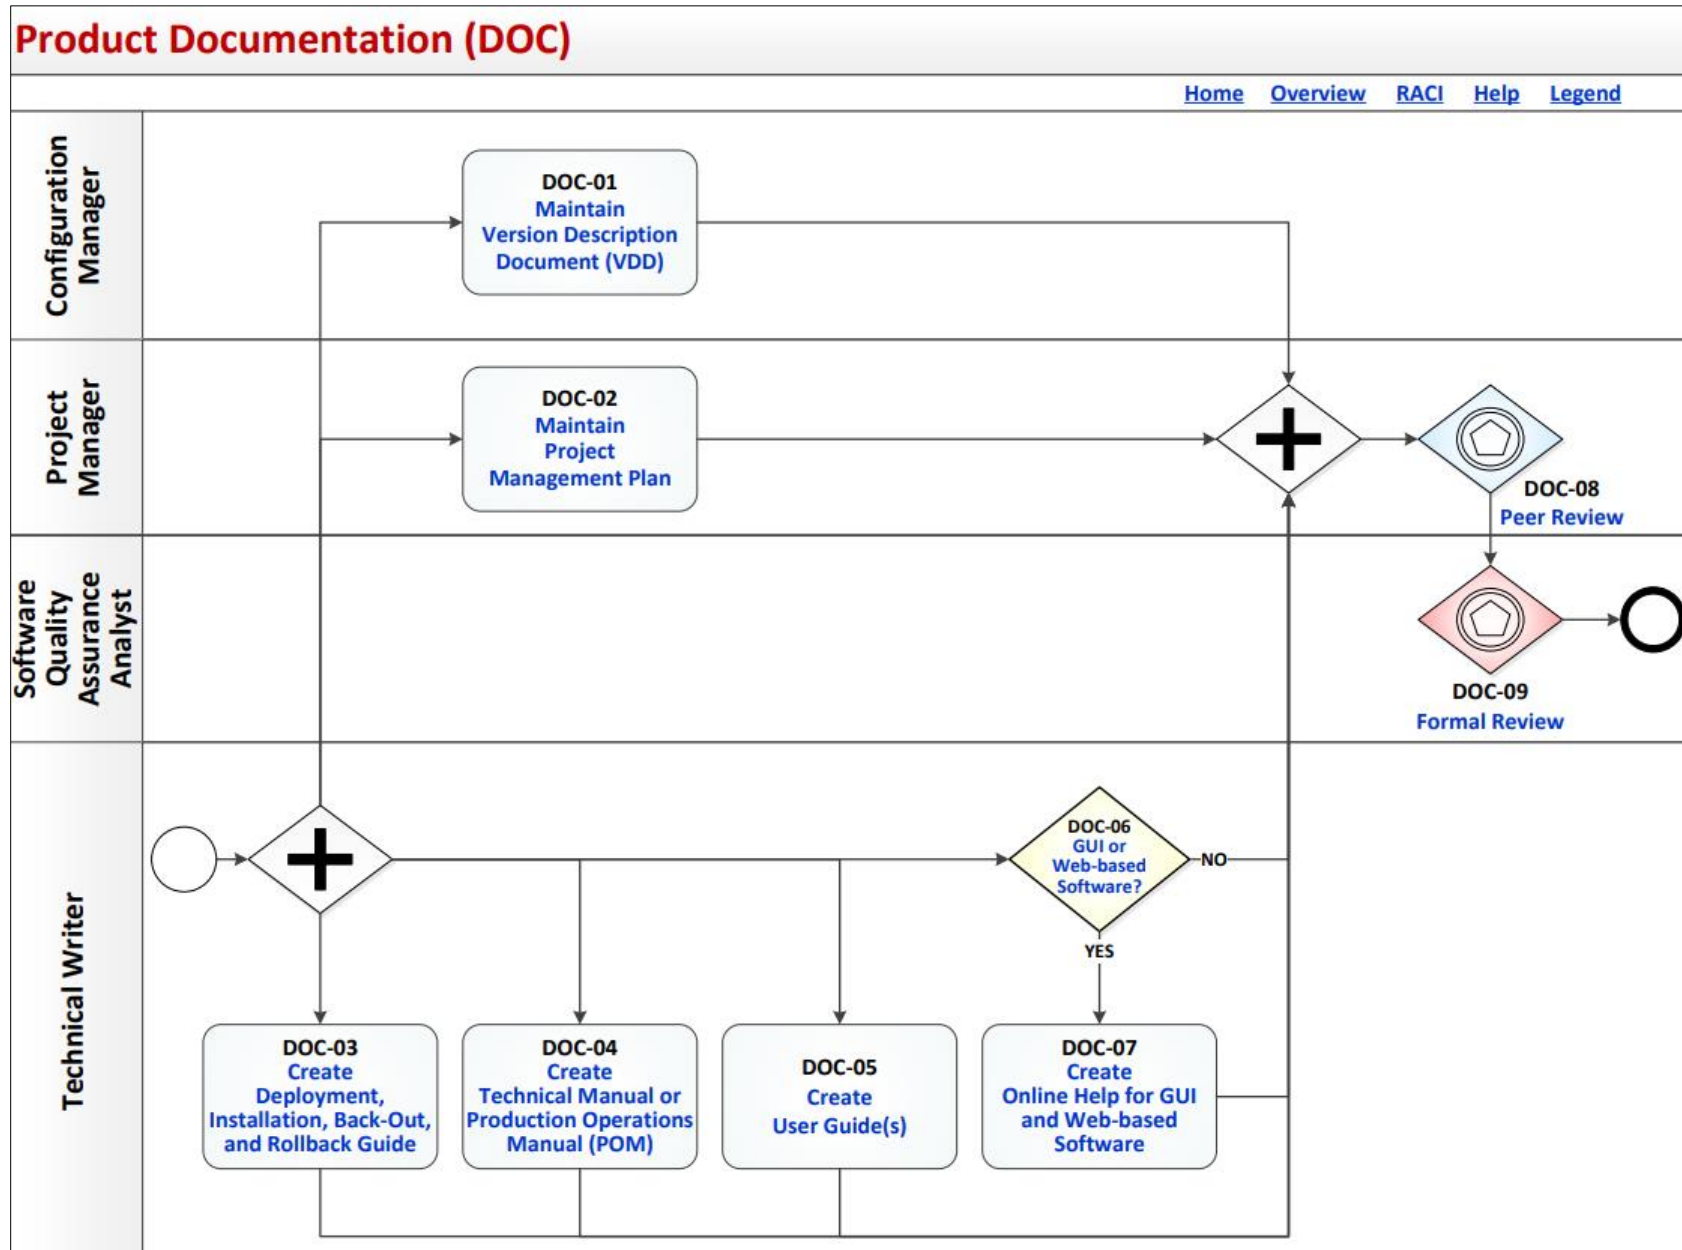 Product Documentation (DOC)
Home Overview RACI Help Legend
Configuration
Manager
DOC-01
Maintain
Version Description
Document (VDD)
Project
Manager
DOC-02
Maintain
Project
Management Plan
DOC-08
Peer Review
Software
Quality
Assurance
Analyst
DOC-09
Formal Review
Technical Writer
DOC-06
GUI or
Web-based
Software?
NO
YES
DOC-03
Create
Deployment,
Installation, Back-Out,
and Rollback Guide
DOC-04
Create
Technical Manual or
Production Operations
Manual (POM)
DOC-05
Create
User Guide(s)
DOC-07
Create
Online Help for GUI
and Web-based
Software